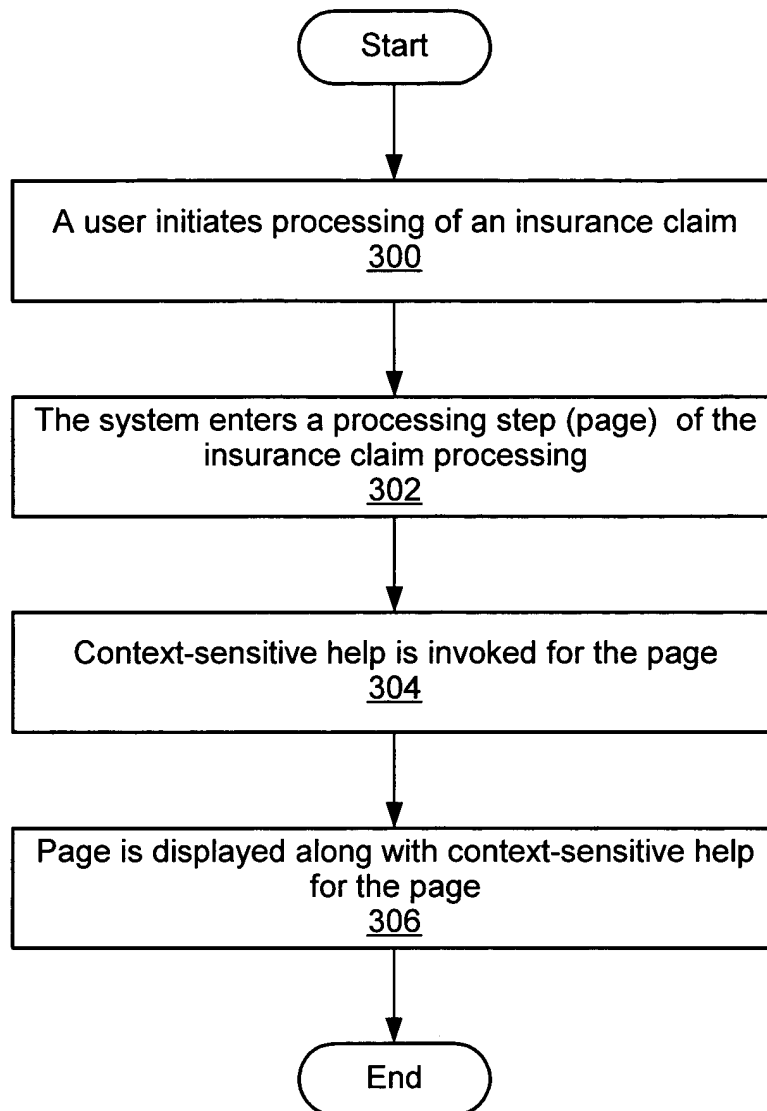 Start
A user initiates processing of an insurance claim
300
The system enters a processing step (page) of the
insurance claim processing
302
Context-sensitive help is invoked for the page
304
Page is displayed along with context-sensitive help
for the page
306
End